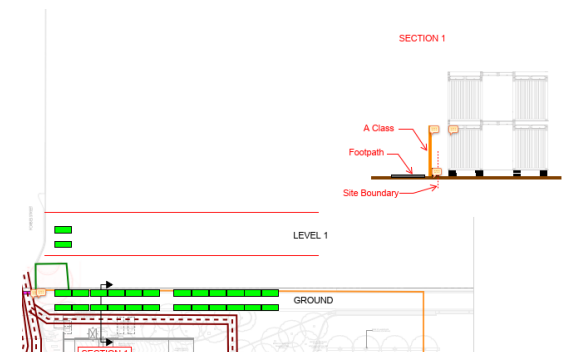 SECTION 1
A Class
Footpath
Site Boundary
LEVEL 1
GROUND
SECTION 1